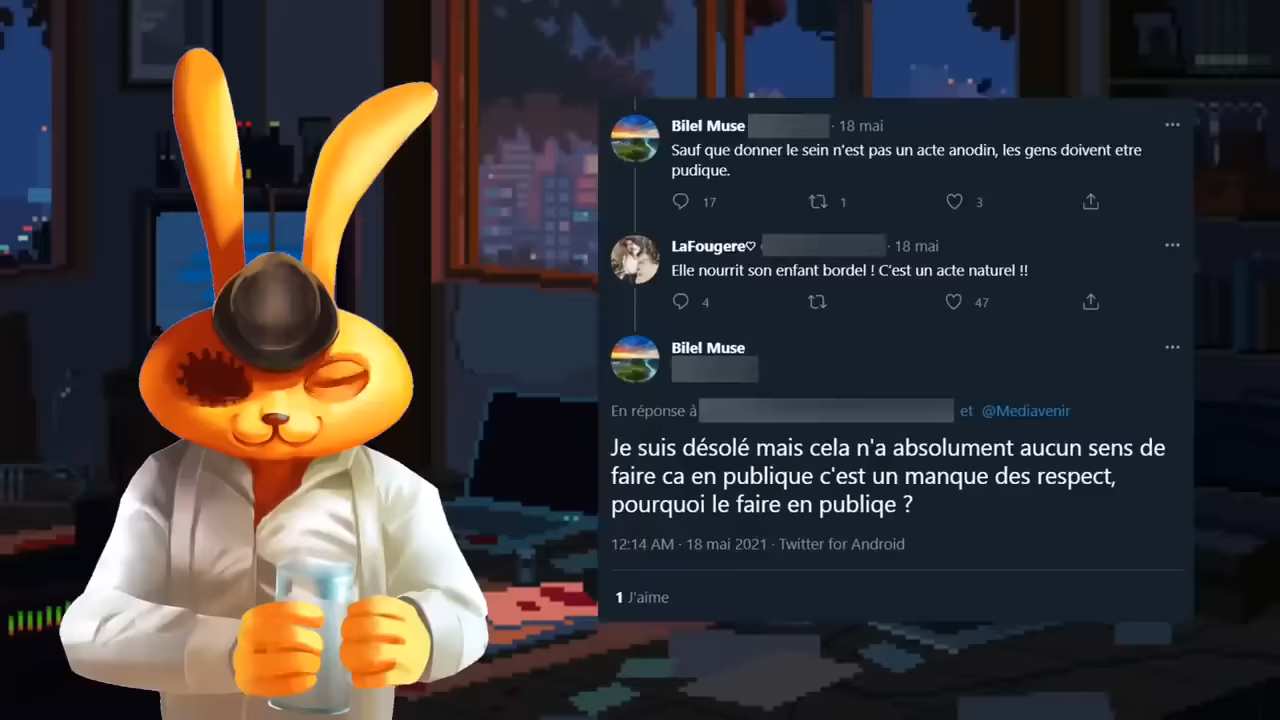 Bilel Muse · 18 mai
Sauf que donner le sein n'est pas un acte anodin, les gens doivent etre
pudique.
17 1 3
LaFougere♡ · 18 mai
Elle nourrit son enfant bordel ! C'est un acte naturel !!
4 47
Bilel Muse
En réponse à et @Mediavenir
Je suis désolé mais cela n'a absolument aucun sens de
faire ca en publique c'est un manque des respect,
pourquoi le faire en publiqe ?
12:14 AM · 18 mai 2021 · Twitter for Android
1 J'aime